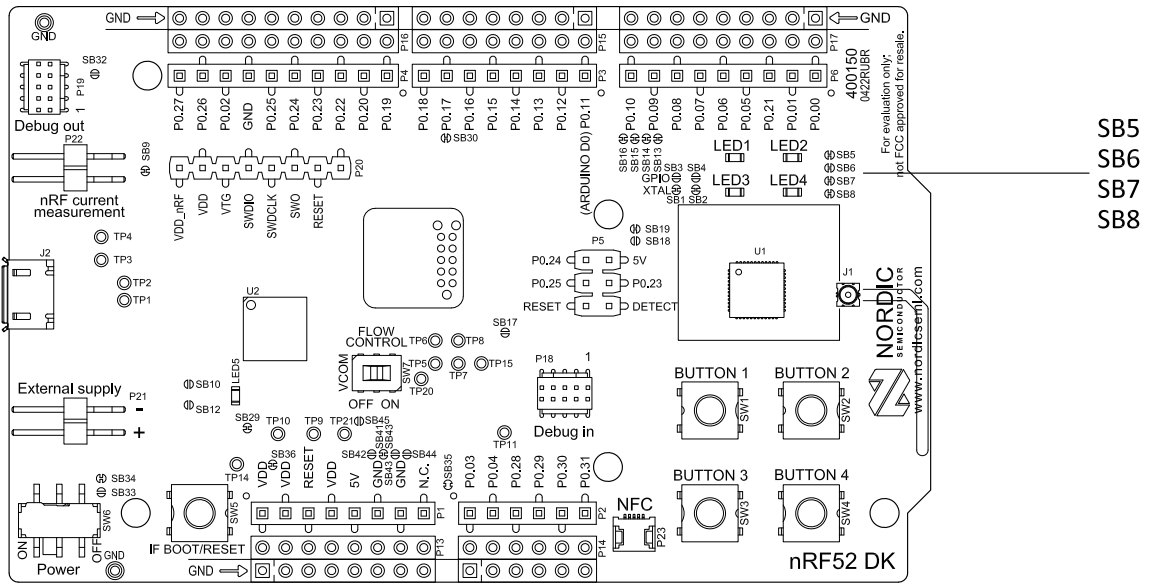 GND
GND
GND
P16
P15
P17
P19
SB32
1
Debug out
P4
P3
P6
P0.27
P0.26
P0.02
GND
P0.25
P0.24
P0.23
P0.22
P0.20
P0.19
P0.18
P0.17
P0.16
P0.15
P0.14
P0.13
P0.12
(ARDUINO D0) P0.11
P0.10
P0.09
P0.08
P0.07
P0.06
P0.05
P0.21
P0.01
P0.00
400150
0422RUBR
For evaluation only;
not FCC approved for resale.
P22
SB9
nRF current
measurement
SB30
P20
VDD_nRF
VDD
VTG
SWDIO
SWDCLK
SWO
RESET
SB16
SB15
SB14
SB13
GPIO
XTAL
SB3
SB4
SB1
SB2
LED1
LED2
LED3
LED4
SB5
SB6
SB7
SB8
SB5
SB6
SB7
SB8
TP4
TP3
TP2
TP1
J2
U2
SB19
SB18
P5
P0.24
5V
P0.25
P0.23
RESET
DETECT
U1
J1
NORDIC
SEMICONDUCTOR
www.nordicsemi.com
SB17
FLOW
CONTROL
VCOM
SW7
OFF ON
TP6
TP8
TP5
TP7
TP15
TP20
P18
1
Debug in
SB10
SB12
LED5
External supply
P21
-
+
SB29
TP10
TP9
TP21
SB45
SB41
SB43
SB42
SB43
SB44
SB36
TP14
TP11
SB35
BUTTON 1
SW1
BUTTON 2
SW2
BUTTON 3
SW3
BUTTON 4
SW4
SB34
SB33
SW6
ON
OFF
Power
GND
SW5
IF BOOT/RESET
VDD
VDD
RESET
VDD
5V
GND
GND
N.C.
P0.03
P0.04
P0.28
P0.29
P0.30
P0.31
P1
P2
P13
P14
GND
NFC
P23
nRF52 DK